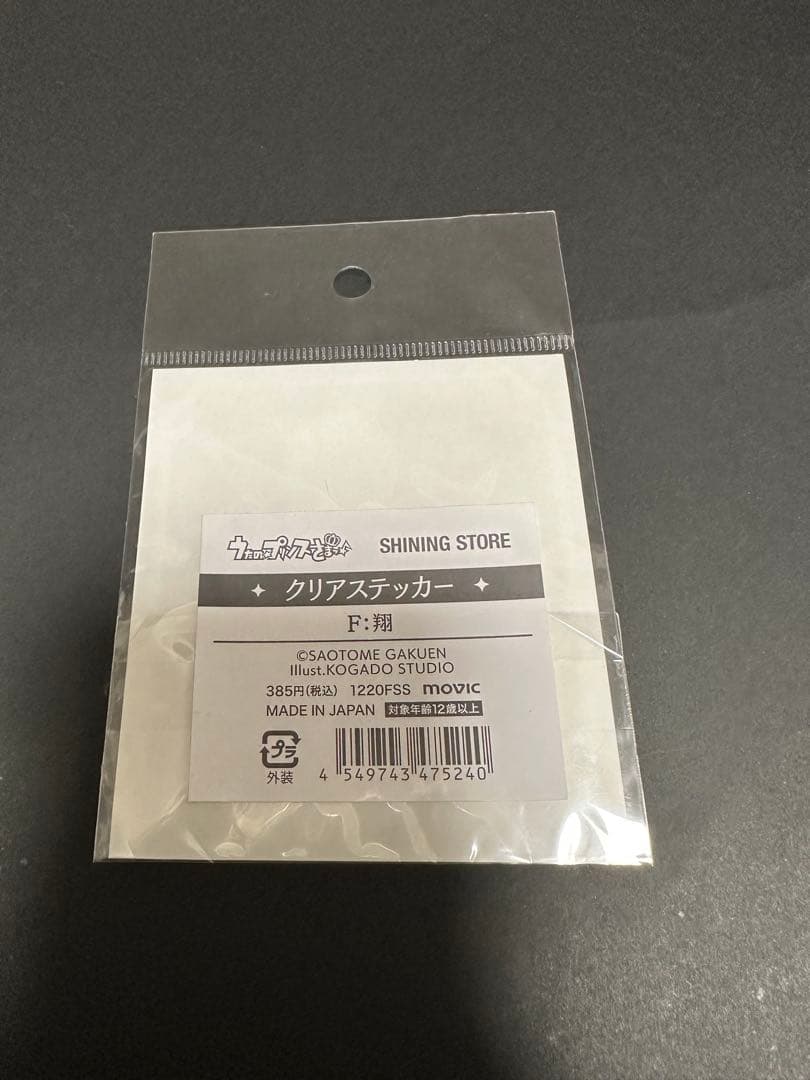 うたの☆プリンスさまっ♪ SHINING STORE
クリアステッカー
F:翔
©SAOTOME GAKUEN
Illust.KOGADO STUDIO
385円(税込) 1220FSS movic
MADE IN JAPAN 対象年齢12歳以上
プラ
外装
4 549743 475240